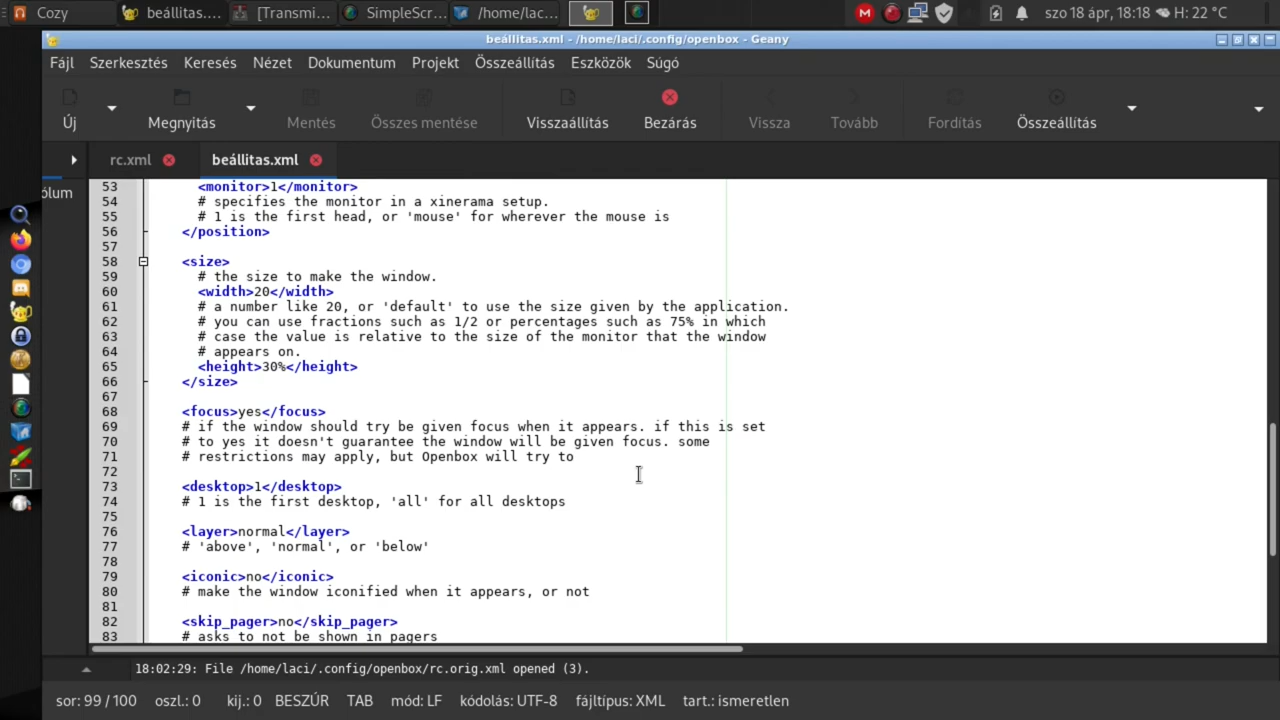 Cozy
beállitas....
[Transmi...
SimpleScr...
/home/lac...
szo 18 ápr, 18:18
H: 22 °C
beállitas.xml - /home/laci/.config/openbox - Geany
Fájl Szerkesztés Keresés Nézet Dokumentum Projekt Összeállítás Eszközök Súgó
Új Megnyitás Mentés Összes mentése Visszaállítás Bezárás Vissza Tovább Fordítás Összeállítás
rc.xml
beállitas.xml
ólum
53 <monitor>1</monitor>
54 # specifies the monitor in a xinerama setup.
55 # 1 is the first head, or 'mouse' for wherever the mouse is
56 </position>
57
58 <size>
59 # the size to make the window.
60 <width>20</width>
61 # a number like 20, or 'default' to use the size given by the application.
62 # you can use fractions such as 1/2 or percentages such as 75% in which
63 # case the value is relative to the size of the monitor that the window
64 # appears on.
65 <height>30%</height>
66 </size>
67
68 <focus>yes</focus>
69 # if the window should try be given focus when it appears. if this is set
70 # to yes it doesn't guarantee the window will be given focus. some
71 # restrictions may apply, but Openbox will try to
72
73 <desktop>1</desktop>
74 # 1 is the first desktop, 'all' for all desktops
75
76 <layer>normal</layer>
77 # 'above', 'normal', or 'below'
78
79 <iconic>no</iconic>
80 # make the window iconified when it appears, or not
81
82 <skip_pager>no</skip_pager>
83 # asks to not be shown in pagers
18:02:29: File /home/laci/.config/openbox/rc.orig.xml opened (3).
sor: 99 / 100 oszl.: 0 kij.: 0 BESZÚR TAB mód: LF kódolás: UTF-8 fájltípus: XML tart.: ismeretlen